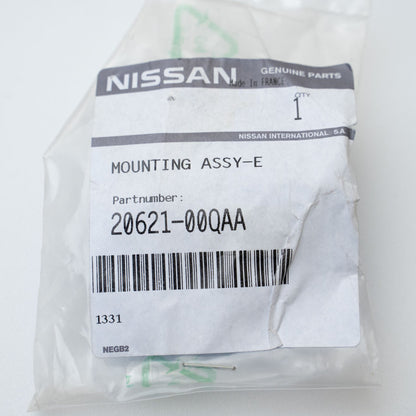 NISSAN GENUINE PARTS
Made In FRANCE
QTY
1
NISSAN INTERNATIONAL S.A.
MOUNTING ASSY-E
Partnumber:
20621-00QAA
1331
NEGB2